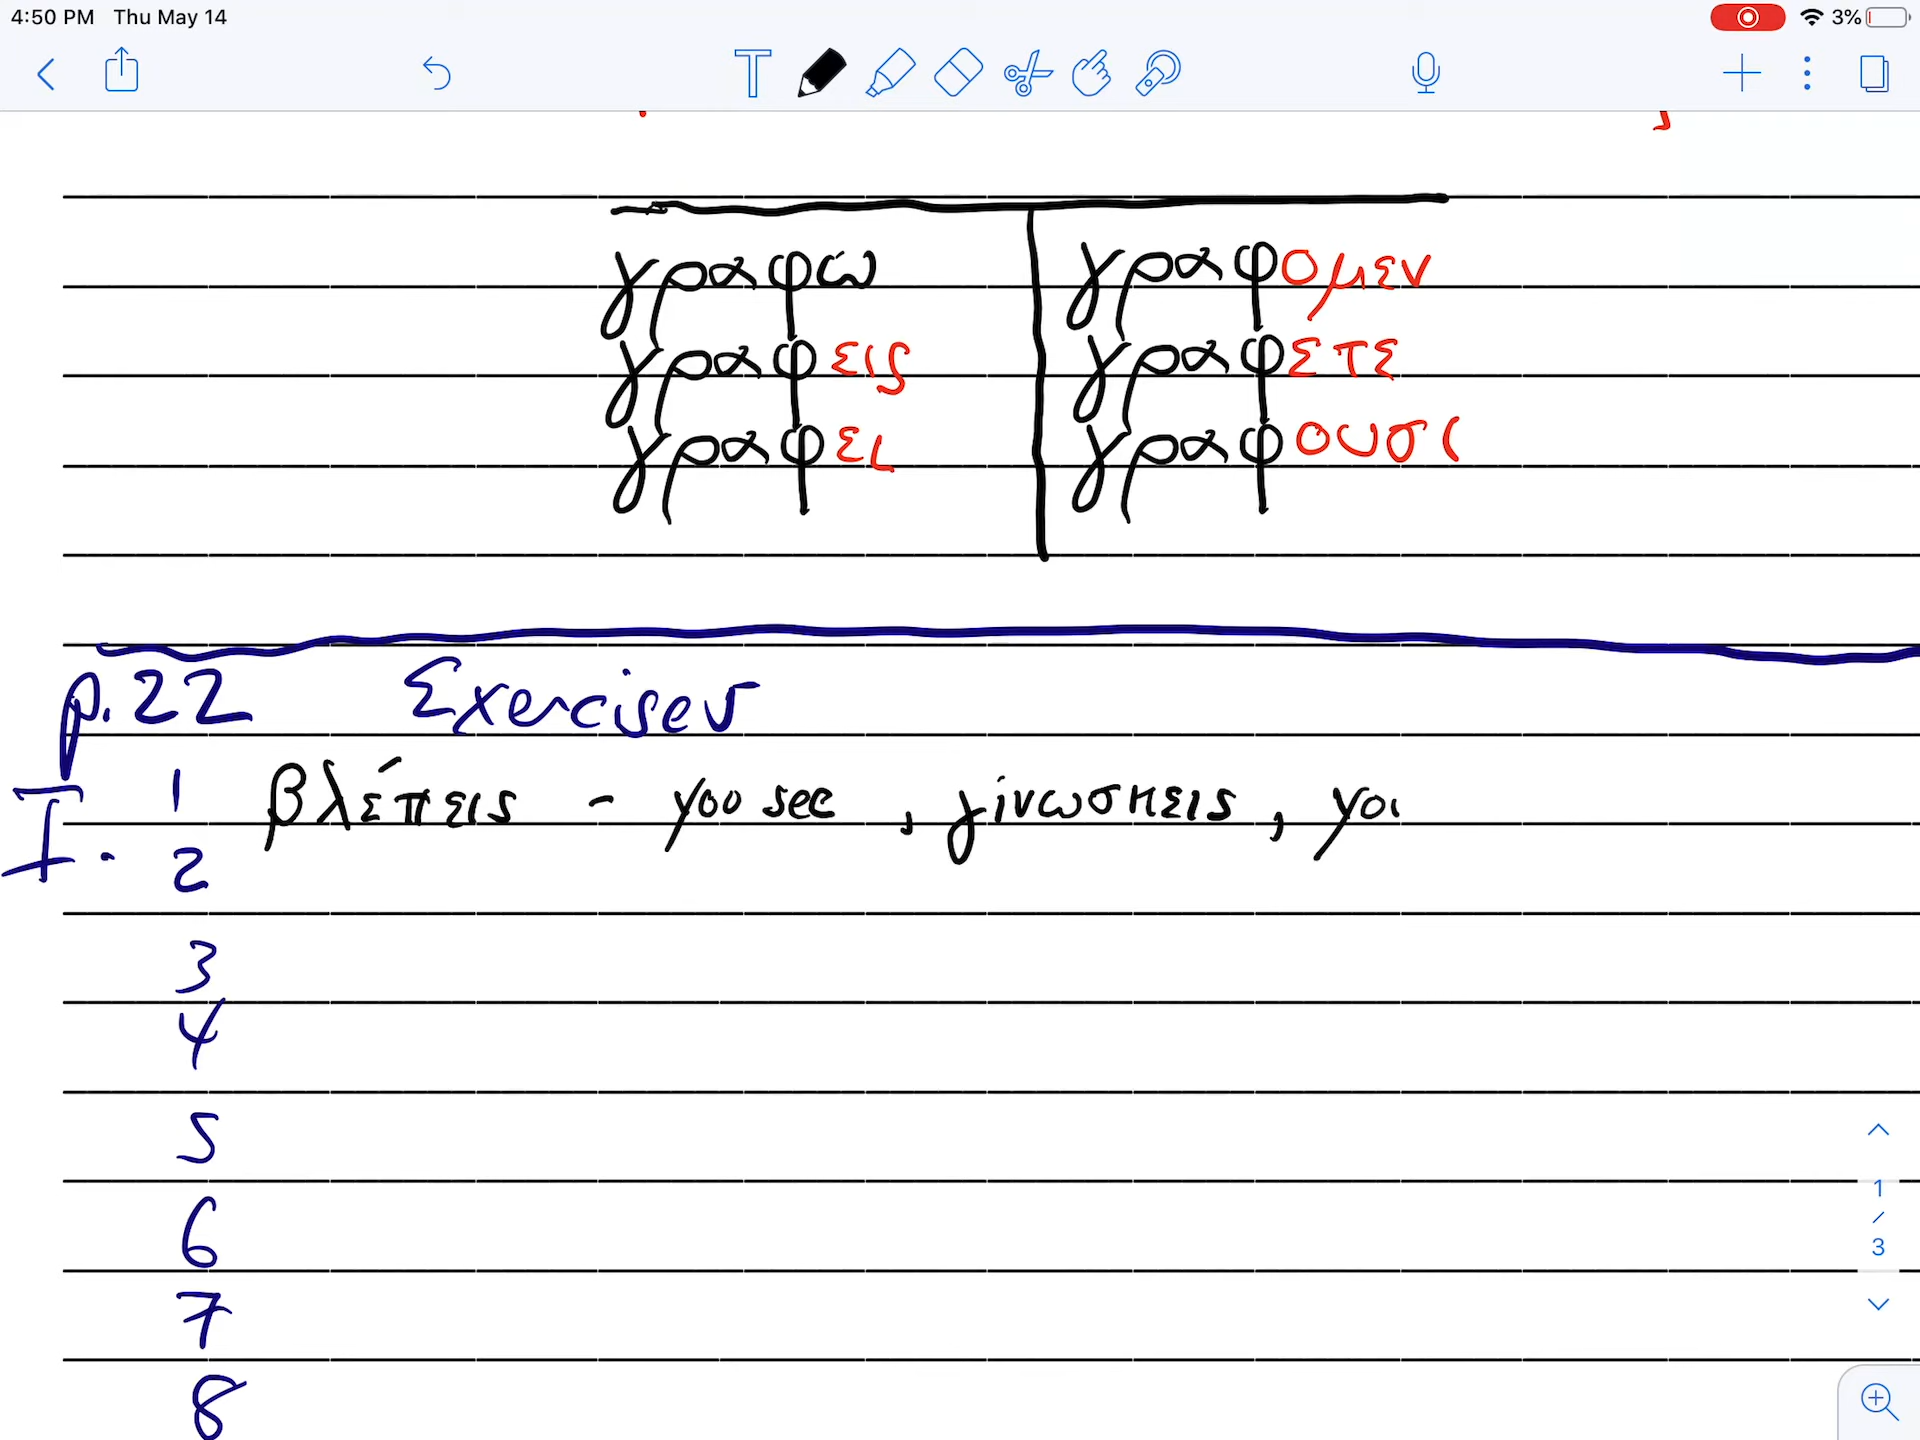 4:50 PM Thu May 14 3%
γραφω γραφομεν
γραφεις γραφετε
γραφει γραφουσι
p.22 Exercises
I. 1 βλέπεις - you see , γίνωσκεις , you
2
3
4
5
6
7
8
1
/
3